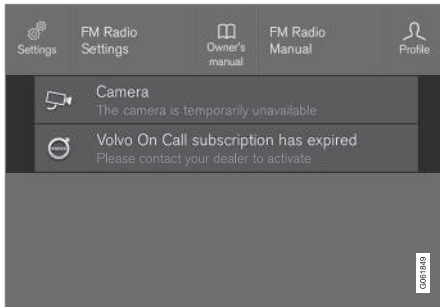 Settings
FM Radio
Settings
Owner's
manual
FM Radio
Manual
Profile
Camera
The camera is temporarily unavailable
Volvo On Call subscription has expired
Please contact your dealer to activate
G061849